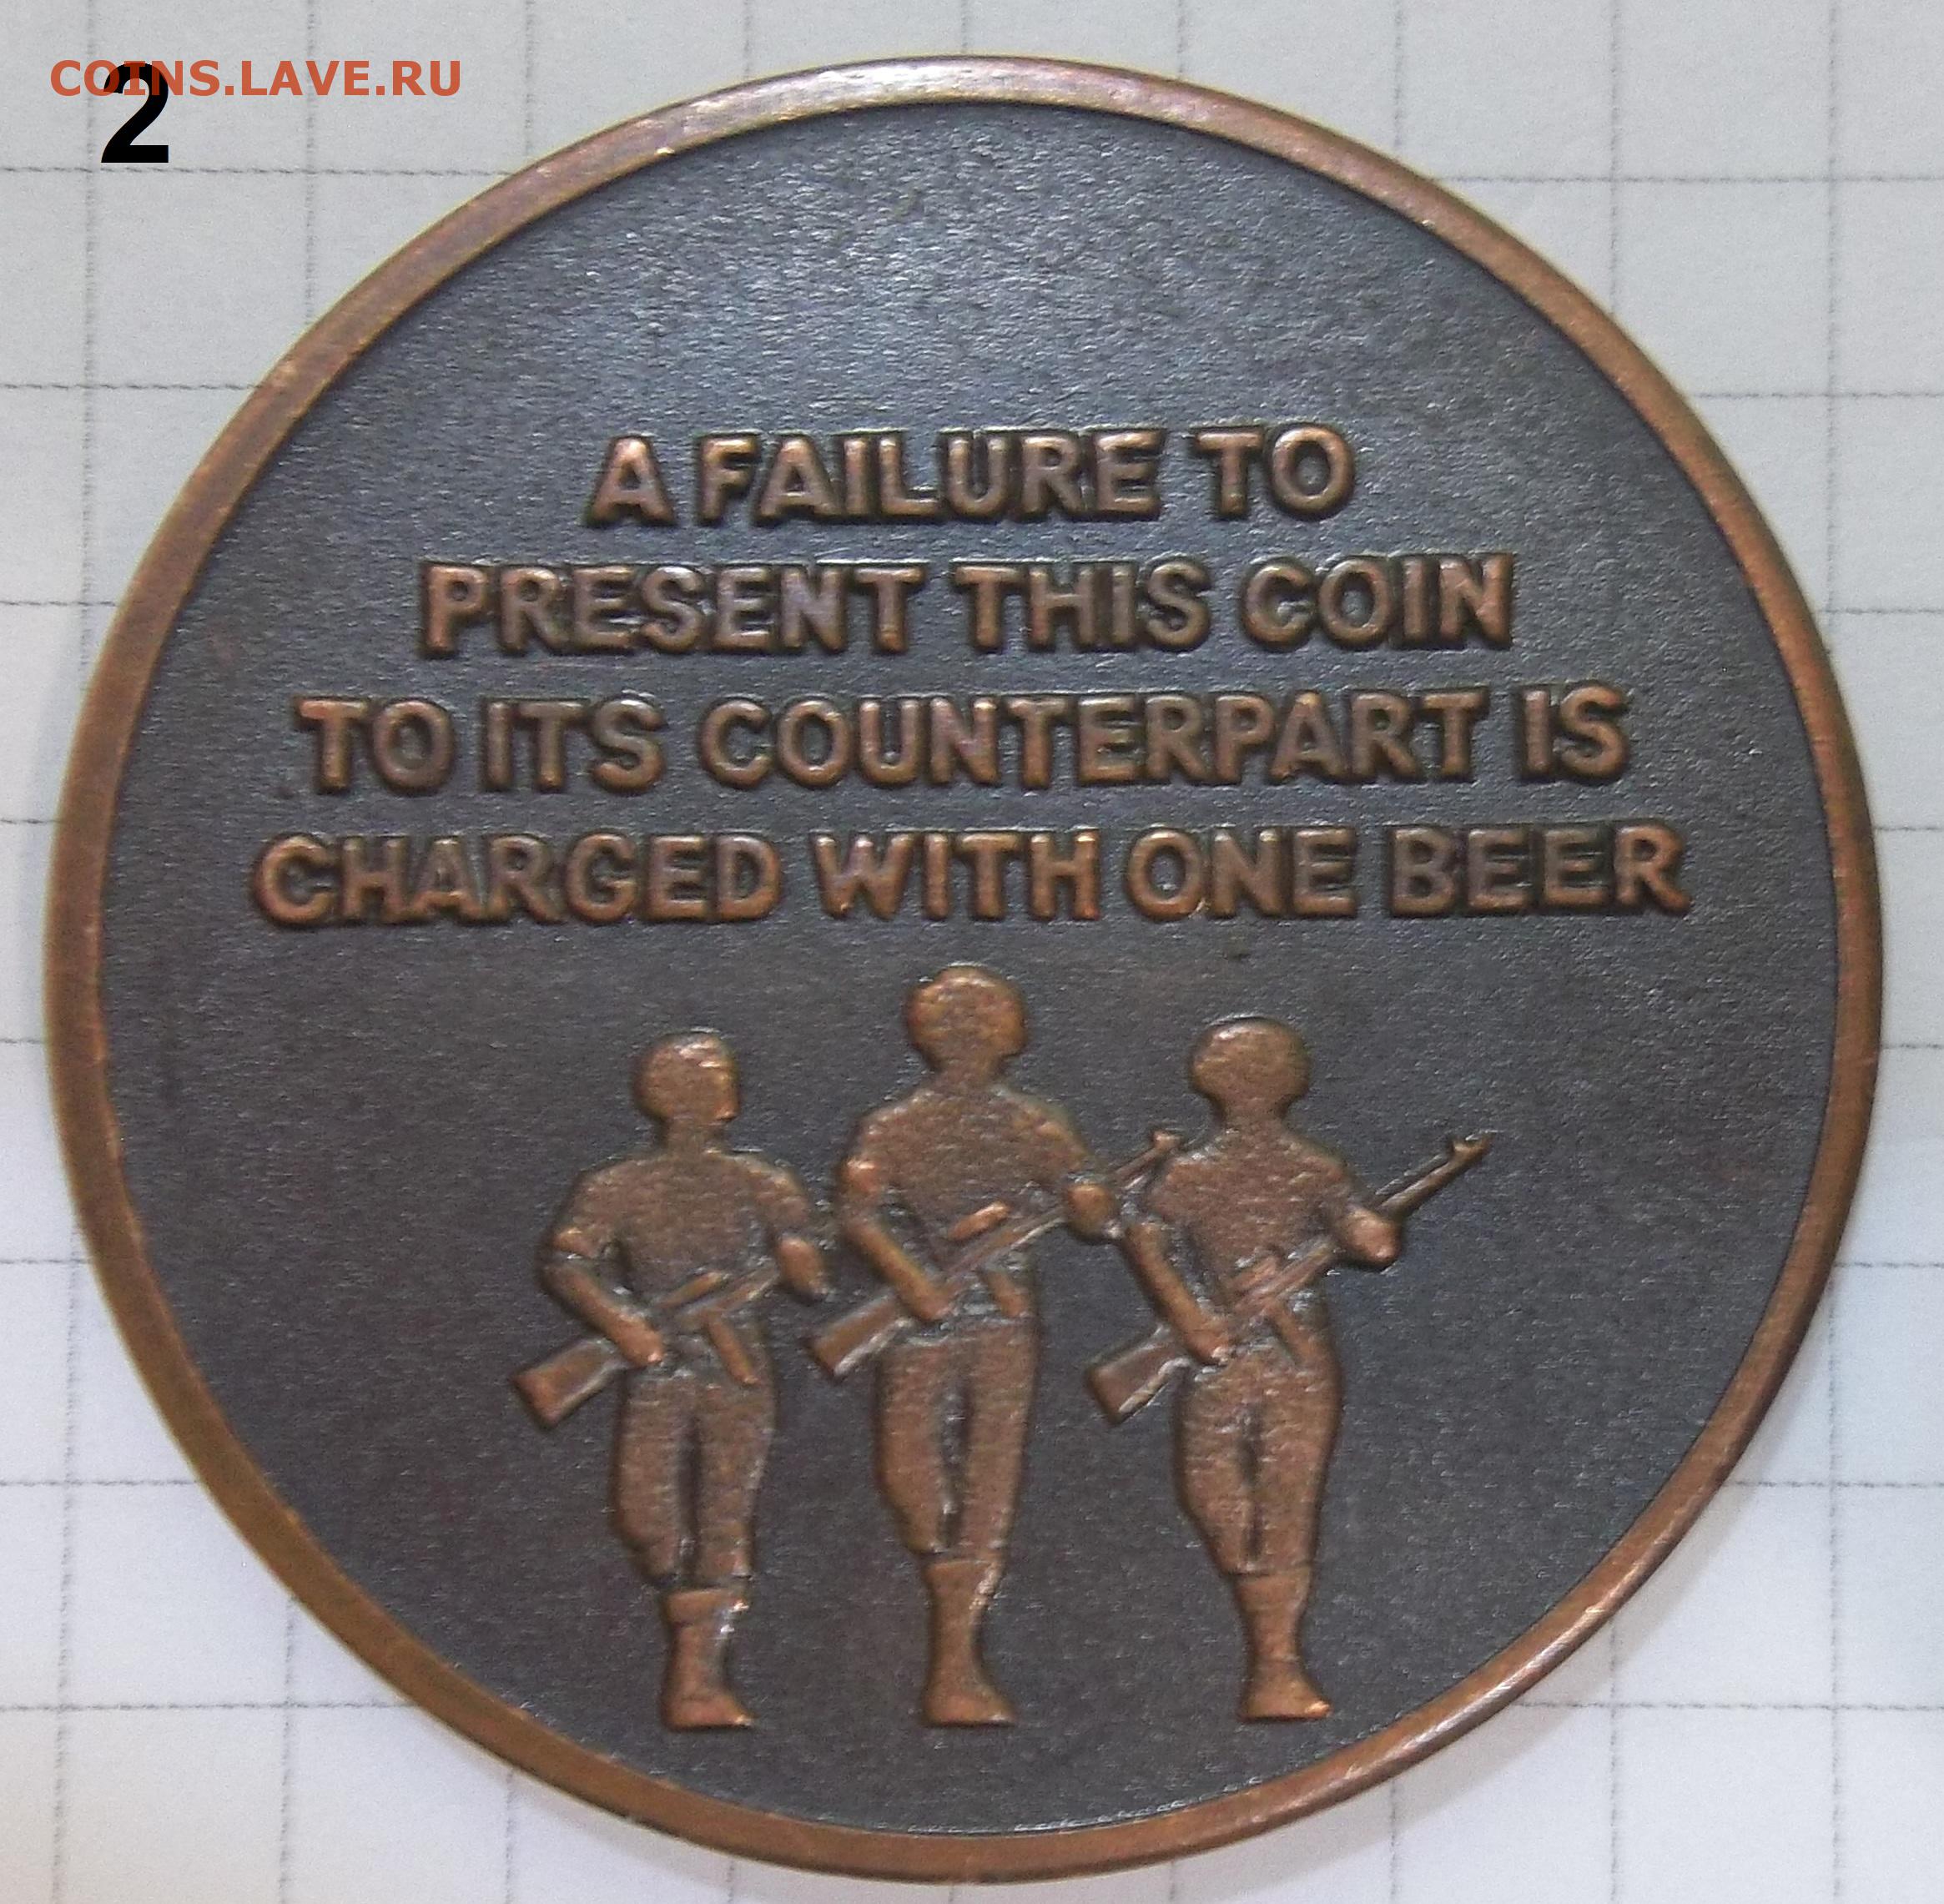 COINS.LAVE.RU
2
A FAILURE TO
PRESENT THIS COIN
TO ITS COUNTERPART IS
CHARGED WITH ONE BEER